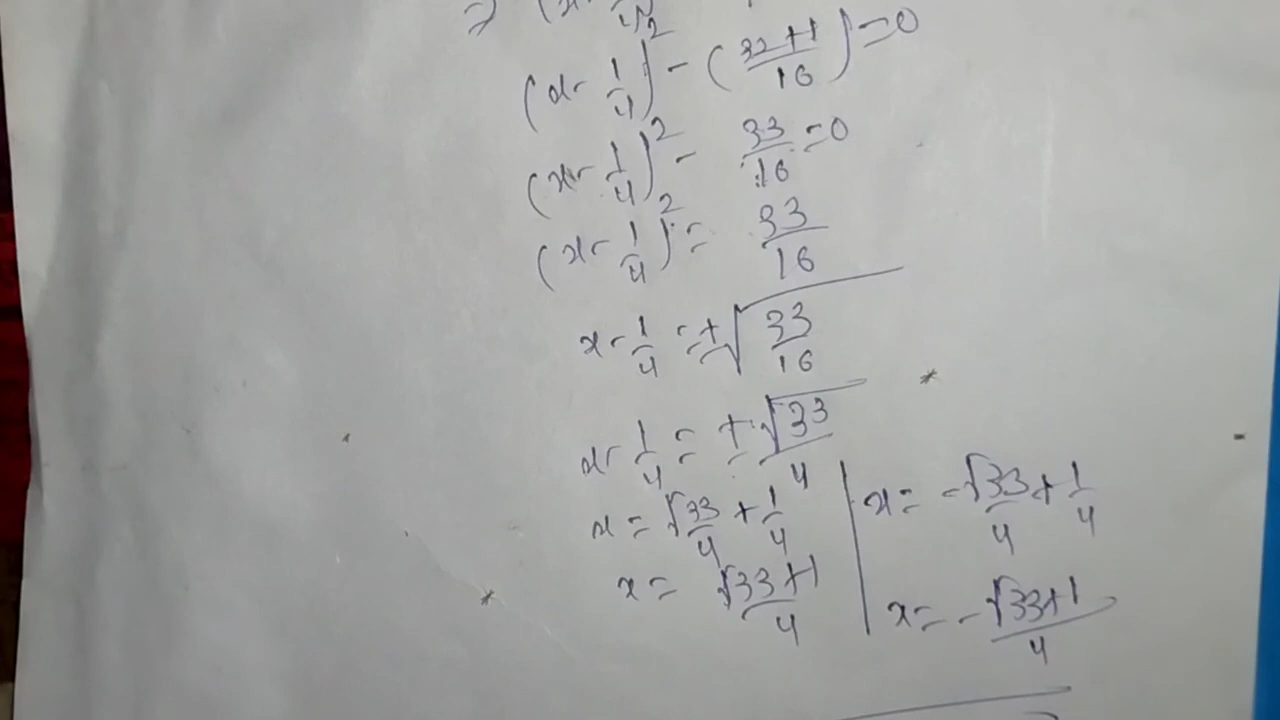 ⇒ (x-
(x-1/4)² - (32+1/16) = 0
(x-1/4)² - 33/16 = 0
(x-1/4)² = 33/16
x-1/4 = ±√(33/16)
x-1/4 = ±√33/4
x = √33/4 + 1/4 | x = -√33/4 + 1/4
x = √33+1/4 | x = -√33+1/4